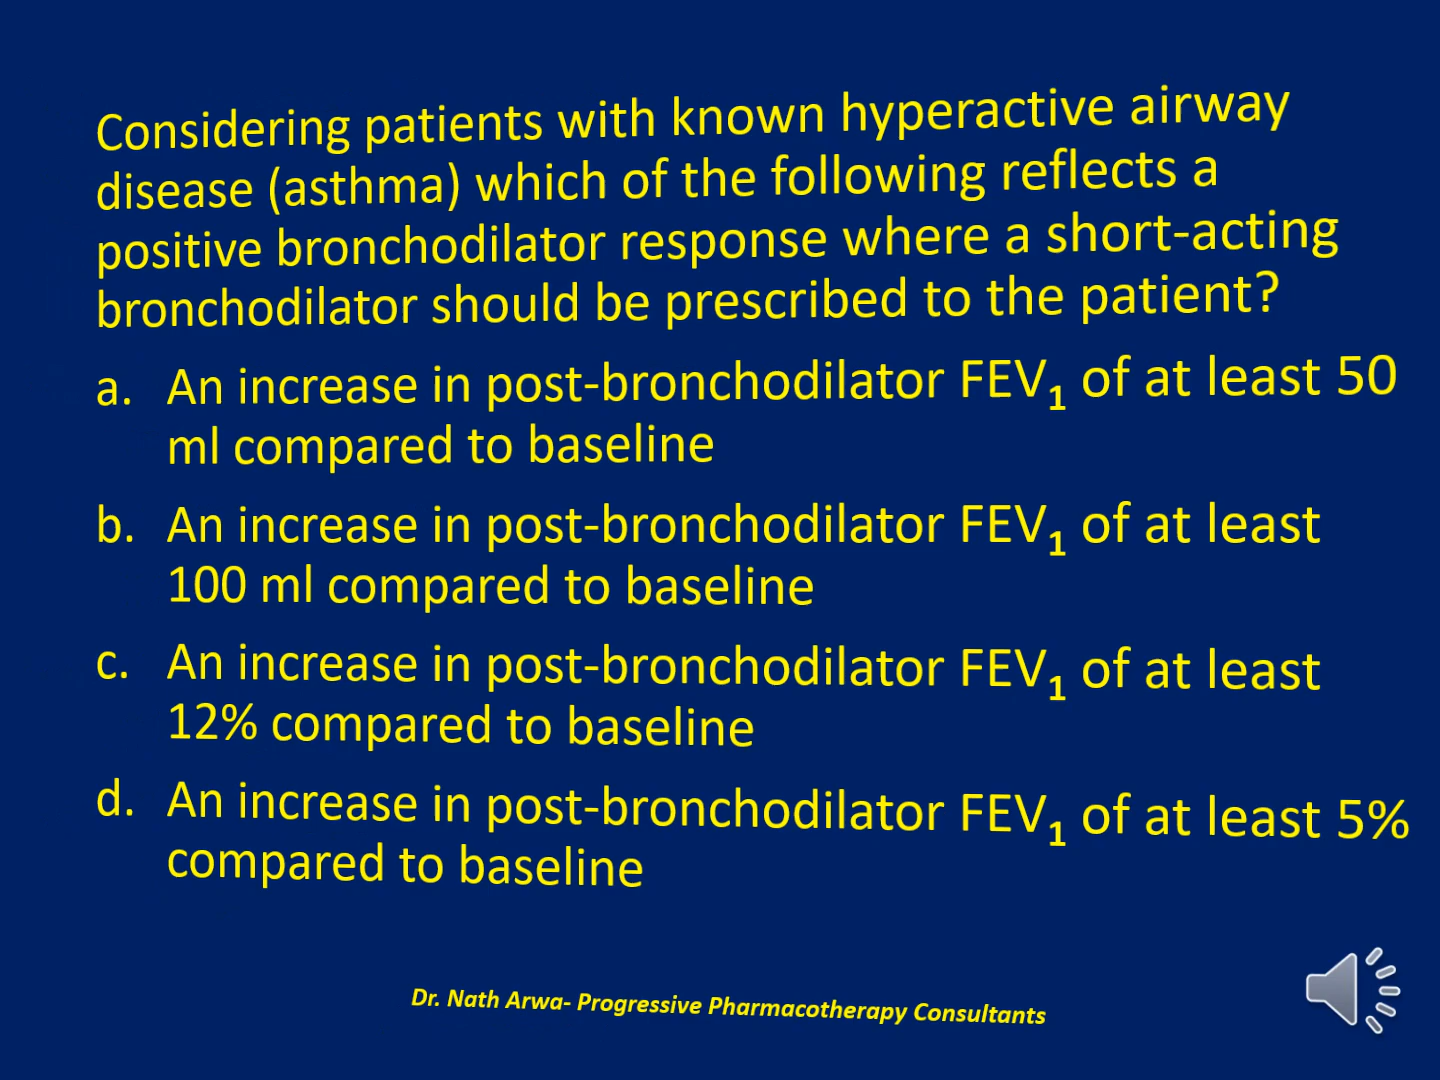 Considering patients with known hyperactive airway
disease (asthma) which of the following reflects a
positive bronchodilator response where a short-acting
bronchodilator should be prescribed to the patient?
a. An increase in post-bronchodilator FEV₁ of at least 50
ml compared to baseline
b. An increase in post-bronchodilator FEV₁ of at least
100 ml compared to baseline
c. An increase in post-bronchodilator FEV₁ of at least
12% compared to baseline
d. An increase in post-bronchodilator FEV₁ of at least 5%
compared to baseline
Dr. Nath Arwa- Progressive Pharmacotherapy Consultants